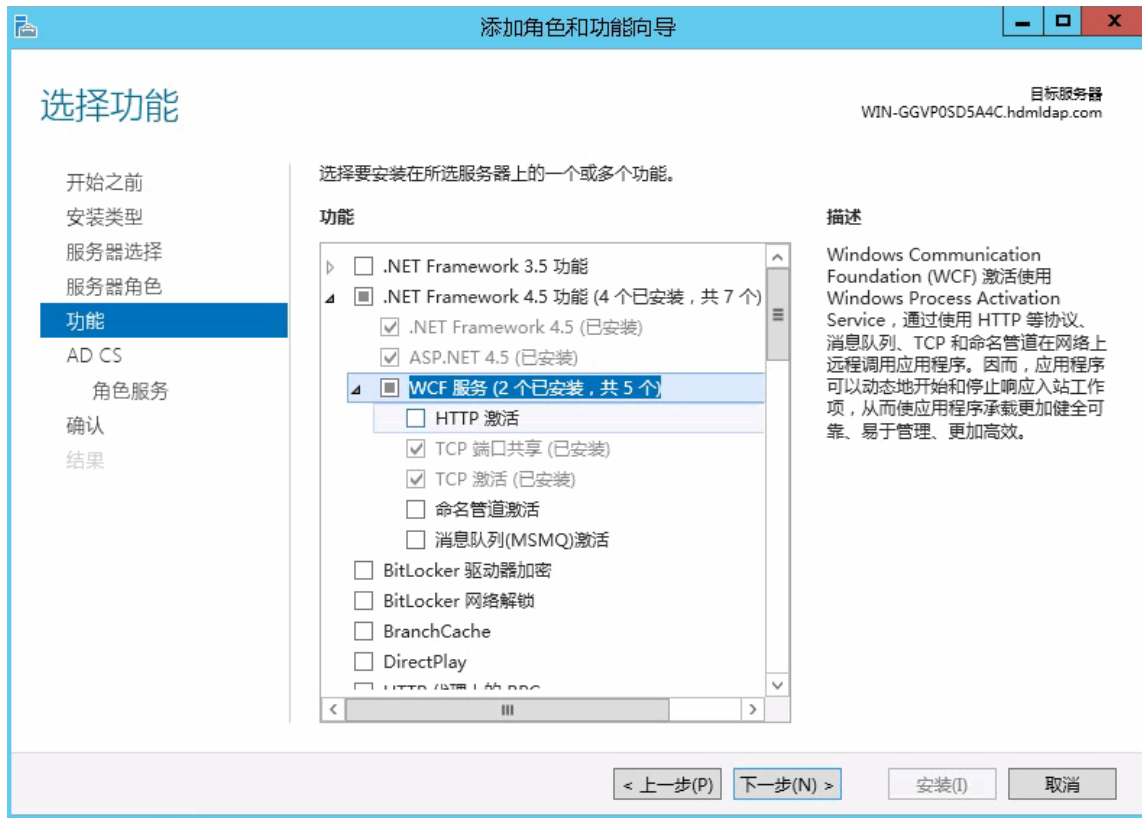 添加角色和功能向导
选择功能
目标服务器
WIN-GGVP0SD5A4C.hdmldap.com
开始之前
安装类型
服务器选择
服务器角色
功能
AD CS
角色服务
确认
结果
选择要安装在所选服务器上的一个或多个功能。
功能
.NET Framework 3.5 功能
.NET Framework 4.5 功能 (4 个已安装，共 7 个)
.NET Framework 4.5 (已安装)
ASP.NET 4.5 (已安装)
WCF 服务 (2 个已安装，共 5 个)
HTTP 激活
TCP 端口共享 (已安装)
TCP 激活 (已安装)
命名管道激活
消息队列(MSMQ)激活
BitLocker 驱动器加密
BitLocker 网络解锁
BranchCache
DirectPlay
HTTP 代理上的 RPC
描述
Windows Communication
Foundation (WCF) 激活使用
Windows Process Activation
Service，通过使用 HTTP 等协议、
消息队列、TCP 和命名管道在网络上
远程调用应用程序。因而，应用程序
可以动态地开始和停止响应入站工作
项，从而使应用程序承载更加健全可
靠、易于管理、更加高效。
< 上一步(P)
下一步(N) >
安装(I)
取消